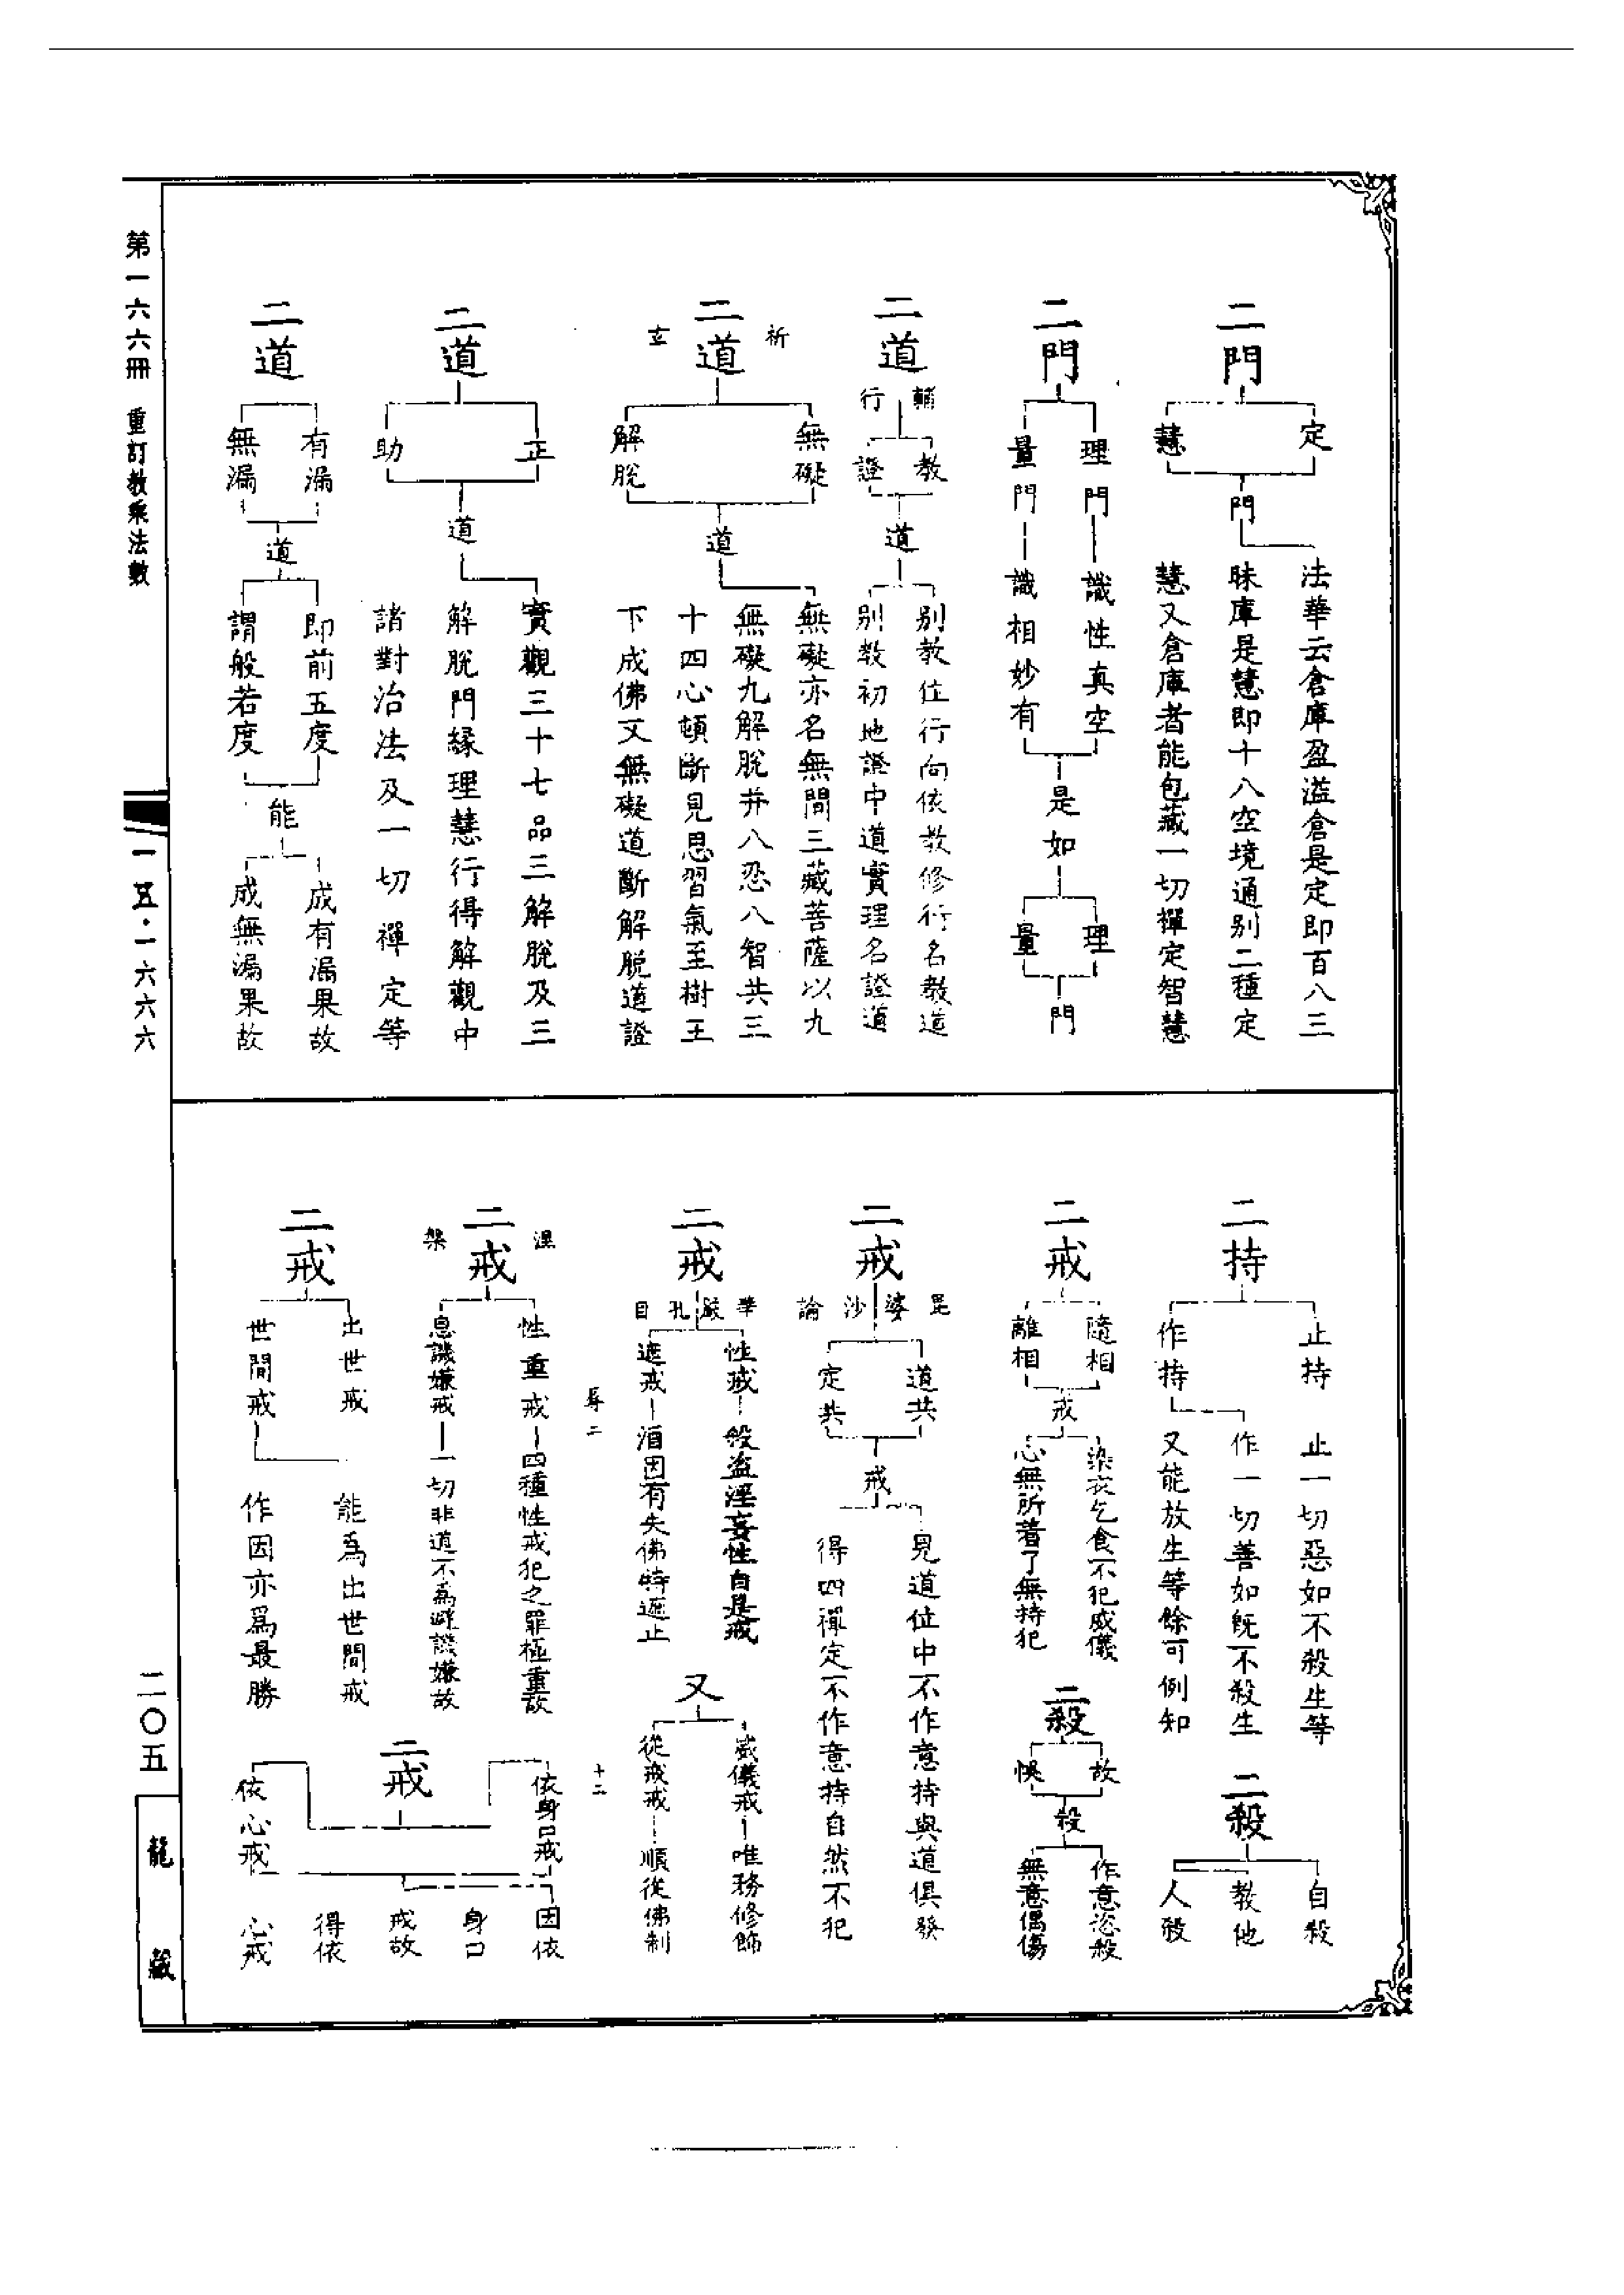 二門
定
慧
門
法華云倉庫盈溢倉是定即百八三
昧庫是慧即十八空境通別二種定
慧又倉庫者能包藏一切禪定智慧
二門
理門
識性真空
量門
識相妙有
是如
理
量
門
二道
輔
行
教
證
道
別教位行向依教修行名教道
別教初地證中道實理名證道
二道
析
玄
無礙
解脫
道
無礙亦名無間三藏菩薩以九
無礙九解脫并八忍八智共三
十四心頓斷見思習氣至樹王
下成佛又無礙道斷解脫道證
二道
正
助
道
實觀三十七品三解脫及三
解脫門緣理慧行得解觀中
諸對治法及一切禪定等
二道
有漏
無漏
道
即前五度
謂般若度
能
成有漏果故
成無漏果故
二持
止持
止一切惡如不殺生等
作持
作一切善如既不殺生
又能放生等餘可例知
二殺
自殺
教他
人殺
二戒
隨相
離相
戒
染衣乞食不犯威儀
心無所著了無持犯
二殺
故
悞
殺
作意恣殺
無意偶傷
二戒
毘婆沙論
道共
定共
戒
見道位中不作意持與道俱發
得四禪定不作意持自然不犯
二戒
華嚴孔目
性戒
殺盜淫妄性自是戒
遮戒
酒因有失佛特遮止
又
威儀戒
唯務修飾
從戒戒
順從佛制
辱二
十二
二戒
涅
槃
性重戒
四種性戒犯之罪極重故
息譏嫌戒
一切非道不為避譏嫌故
二戒
出世戒
世間戒
能為出世間戒
作因亦為最勝
二戒
依身口戒
依心戒
因依
身口
戒故
得依
心戒
第一六六冊　重訂教乘法數
一五·一六六六
二〇五
龍藏